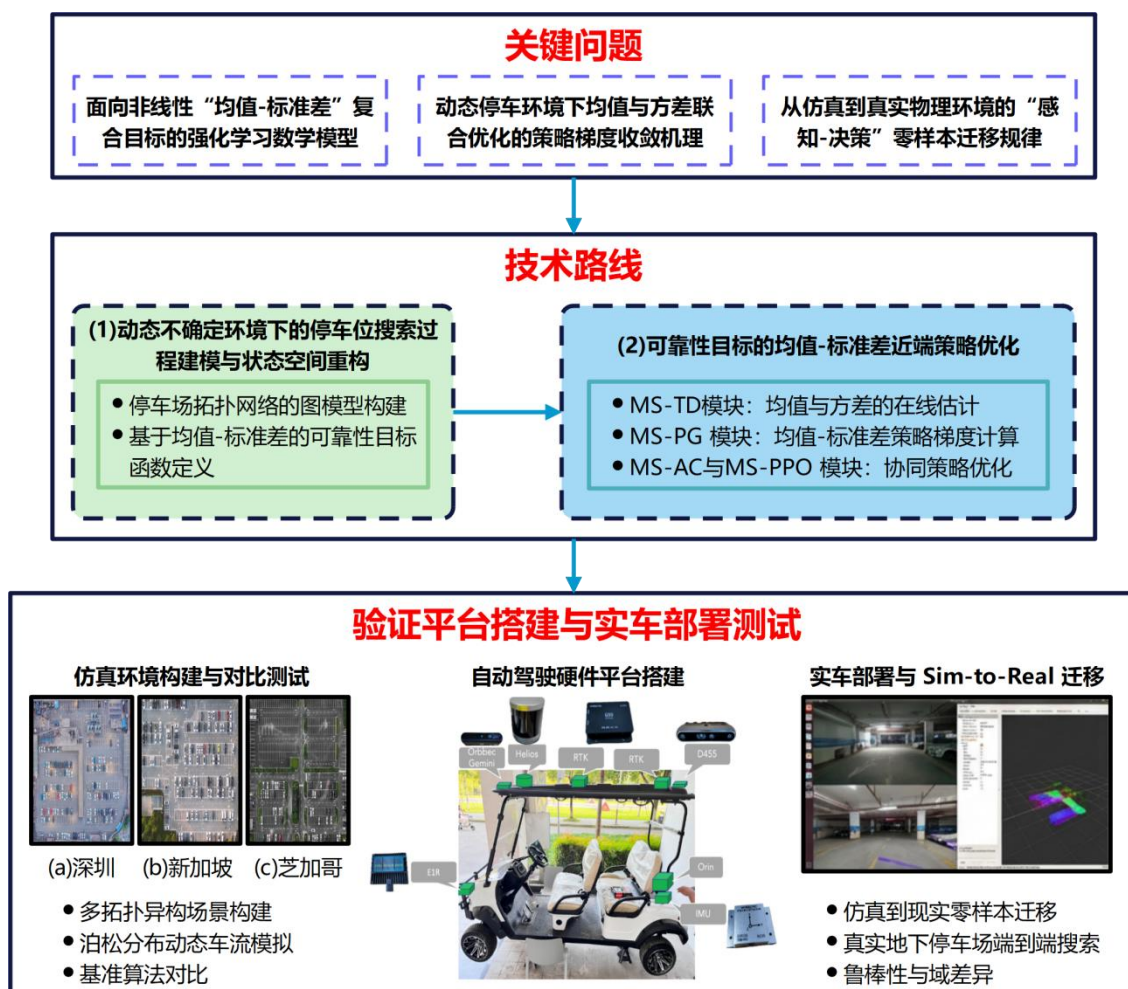 关键问题
面向非线性“均值-标准差”复
合目标的强化学习数学模型
动态停车环境下均值与方差联
合优化的策略梯度收敛机理
从仿真到真实物理环境的“感
知-决策”零样本迁移规律
技术路线
(1)动态不确定环境下的停车位搜索过
程建模与状态空间重构
● 停车场拓扑网络的图模型构建
● 基于均值-标准差的可靠性目标
函数定义
(2)可靠性目标的均值-标准差近端策略优化
● MS-TD模块：均值与方差的在线估计
● MS-PG 模块：均值-标准差策略梯度计算
● MS-AC与MS-PPO 模块：协同策略优化
验证平台搭建与实车部署测试
仿真环境构建与对比测试
(a)深圳
(b)新加坡
(c)芝加哥
● 多拓扑异构场景构建
● 泊松分布动态车流模拟
● 基准算法对比
自动驾驶硬件平台搭建
Orbbec
Gemini
Helios
RTK
RTK
D455
E1R
Orin
IMU
实车部署与 Sim-to-Real 迁移
● 仿真到现实零样本迁移
● 真实地下停车场端到端搜索
● 鲁棒性与域差异